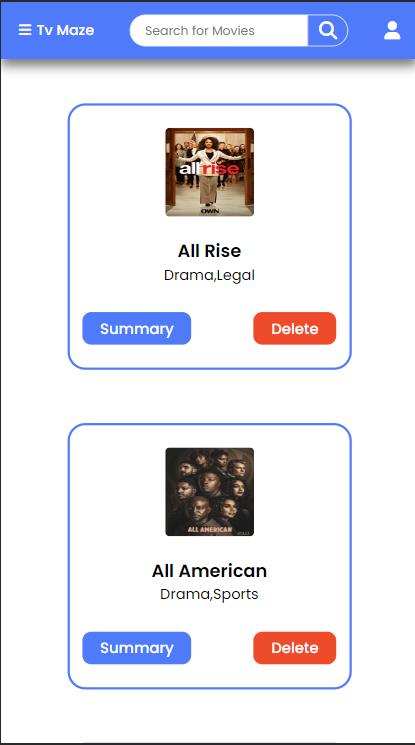 Tv Maze
Search for Movies
all rise
OWN
All Rise
Drama,Legal
Summary
Delete
ALL AMERICAN
All American
Drama,Sports
Summary
Delete